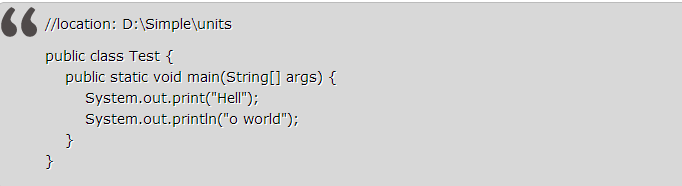 //location: D:\Simple\units
public class Test {
public static void main(String[] args) {
System.out.print("Hell");
System.out.println("o world");
}
}